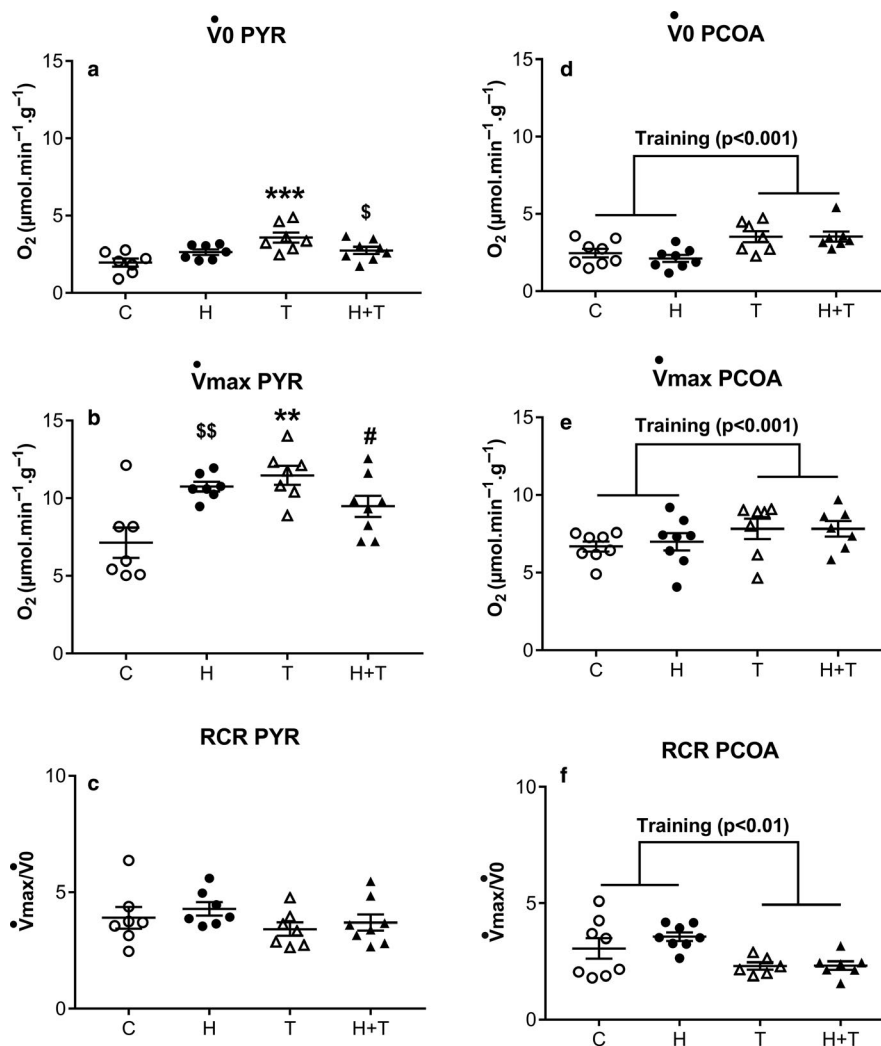 V̇0 PYR
a
O₂ (µmol.min⁻¹.g⁻¹)
15
10
5
0
***
$
C H T H+T
V̇0 PCOA
d
O₂ (µmol.min⁻¹.g⁻¹)
15
10
5
0
Training (p<0.001)
C H T H+T
V̇max PYR
b
O₂ (µmol.min⁻¹.g⁻¹)
15
10
5
0
$$
**
#
C H T H+T
V̇max PCOA
e
O₂ (µmol.min⁻¹.g⁻¹)
15
10
5
0
Training (p<0.001)
C H T H+T
RCR PYR
c
V̇max/V̇0
10
5
0
C H T H+T
RCR PCOA
f
V̇max/V̇0
10
5
0
Training (p<0.01)
C H T H+T